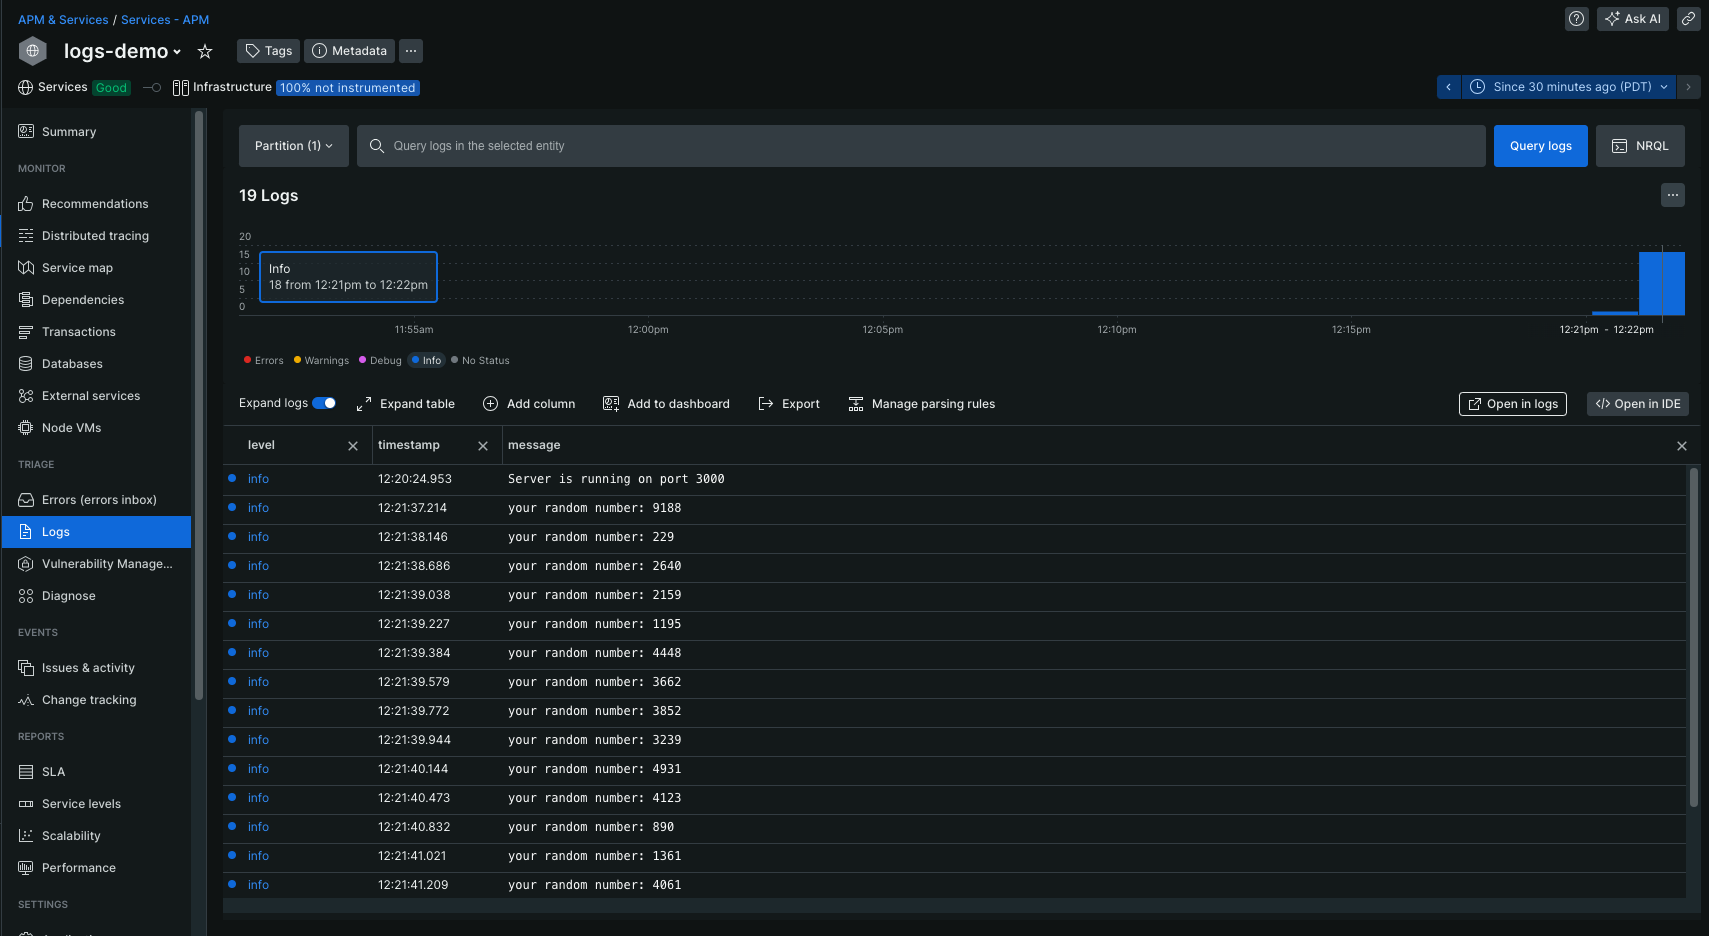 APM & Services / Services - APM
Ask AI
logs-demo
Tags
Metadata
Services Good
Infrastructure 100% not instrumented
Since 30 minutes ago (PDT)
Summary
MONITOR
Recommendations
Distributed tracing
Service map
Dependencies
Transactions
Databases
External services
Node VMs
TRIAGE
Errors (errors inbox)
Logs
Vulnerability Manage...
Diagnose
EVENTS
Issues & activity
Change tracking
REPORTS
SLA
Service levels
Scalability
Performance
SETTINGS
Partition (1)
Query logs in the selected entity
Query logs
NRQL
19 Logs
20
15
10
5
0
Info
18 from 12:21pm to 12:22pm
11:55am 12:00pm 12:05pm 12:10pm 12:15pm 12:21pm - 12:22pm
Errors Warnings Debug Info No Status
Expand logs Expand table Add column Add to dashboard Export Manage parsing rules Open in logs </> Open in IDE
level timestamp message
info 12:20:24.953 Server is running on port 3000
info 12:21:37.214 your random number: 9188
info 12:21:38.146 your random number: 229
info 12:21:38.686 your random number: 2640
info 12:21:39.038 your random number: 2159
info 12:21:39.227 your random number: 1195
info 12:21:39.384 your random number: 4448
info 12:21:39.579 your random number: 3662
info 12:21:39.772 your random number: 3852
info 12:21:39.944 your random number: 3239
info 12:21:40.144 your random number: 4931
info 12:21:40.473 your random number: 4123
info 12:21:40.832 your random number: 890
info 12:21:41.021 your random number: 1361
info 12:21:41.209 your random number: 4061